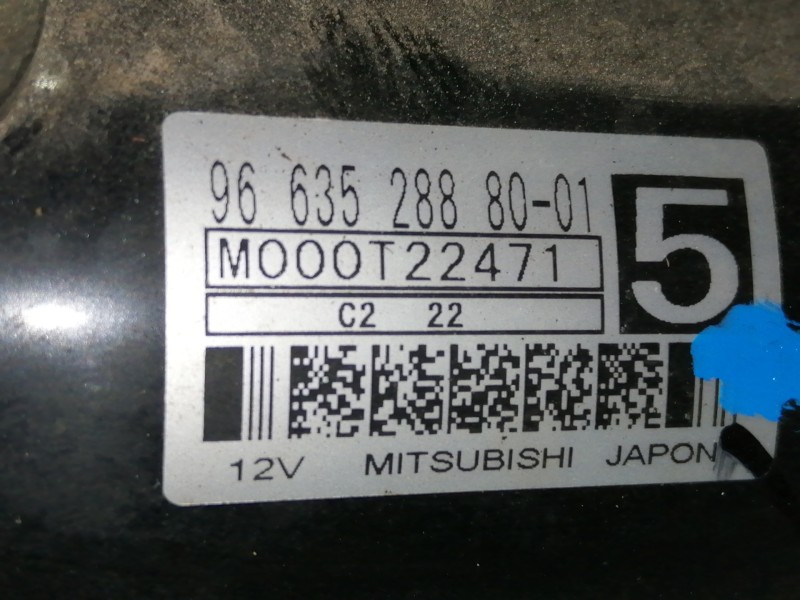 96 635 288 80-01
M000T22471
5
C2 22
12V MITSUBISHI JAPON